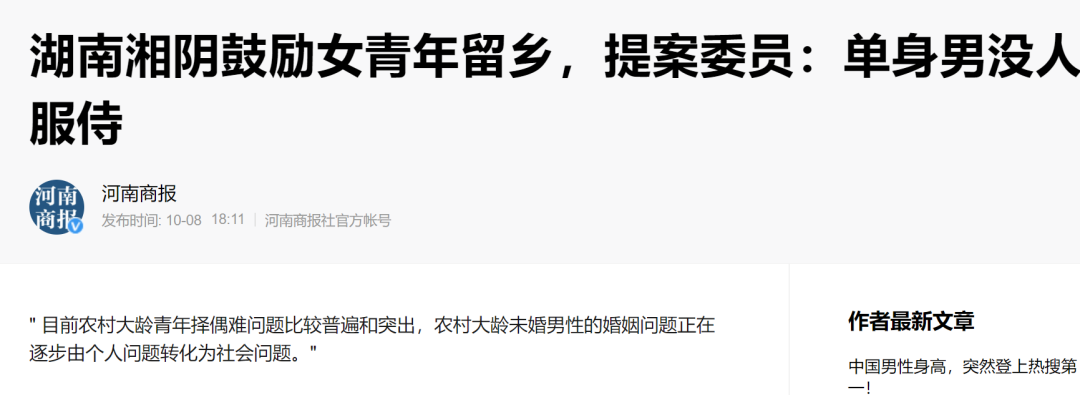 湖南湘阴鼓励女青年留乡，提案委员：单身男没人
服侍
河南
商报
河南商报
发布时间: 10-08 18:11 河南商报社官方帐号
" 目前农村大龄青年择偶难问题比较普遍和突出，农村大龄未婚男性的婚姻问题正在
逐步由个人问题转化为社会问题。"
作者最新文章
中国男性身高，突然登上热搜第
一！